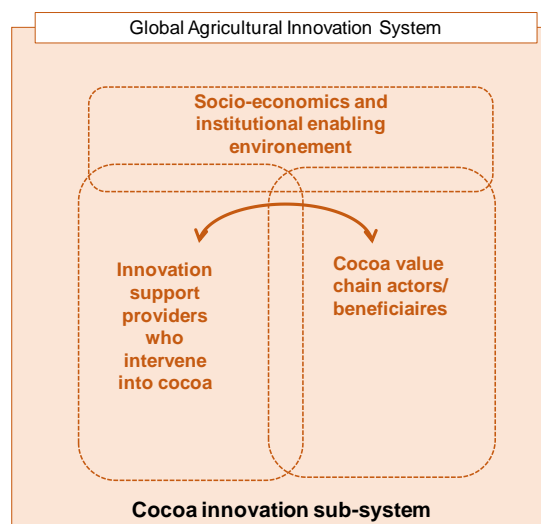 Global Agricultural Innovation System
Socio-economics and
institutional enabling
environement
Innovation
support
providers
who
intervene
into cocoa
Cocoa value
chain actors/
beneficiaires
Cocoa innovation sub-system